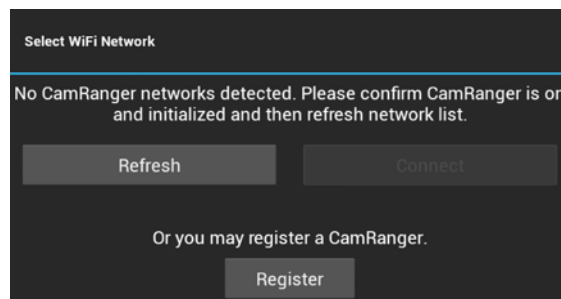 Select WiFi Network
No CamRanger networks detected. Please confirm CamRanger is on
and initialized and then refresh network list.
Refresh
Connect
Or you may register a CamRanger.
Register